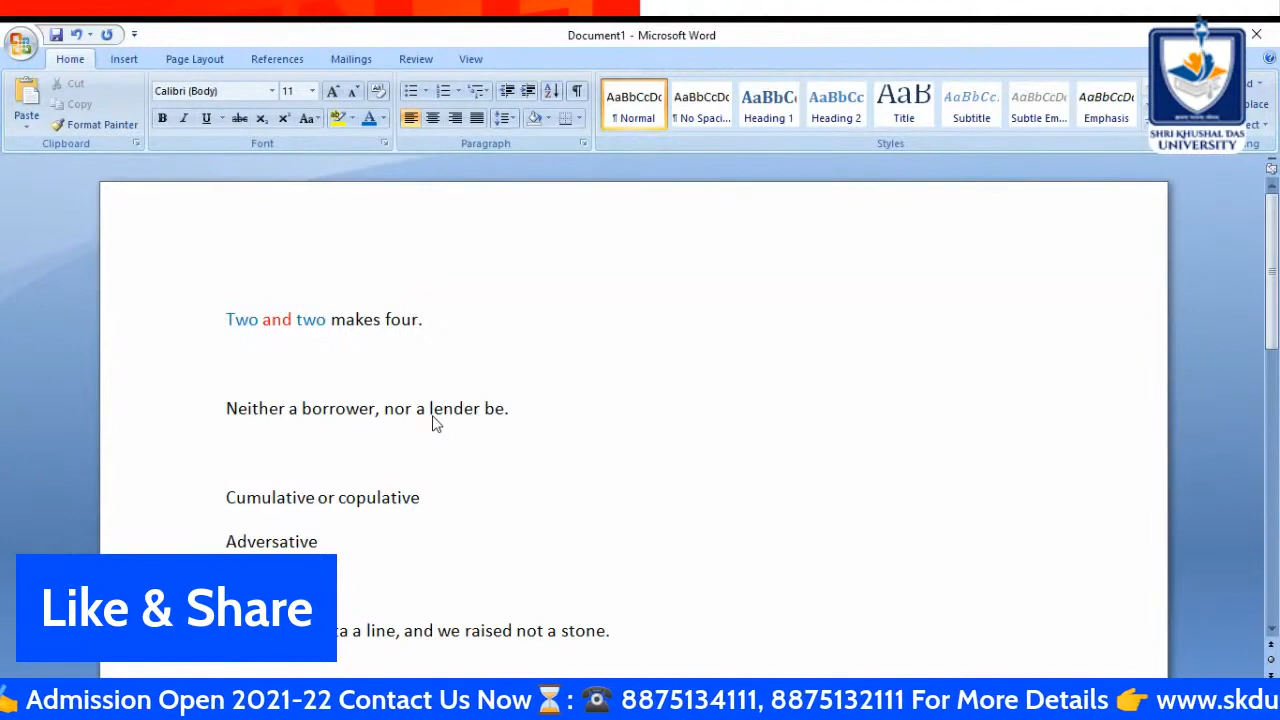 Document1 - Microsoft Word
Home Insert Page Layout References Mailings Review View
Cut
Copy
Paste
Format Painter
Clipboard
Calibri (Body) 11
Font
Paragraph
AaBbCcDc AaBbCcDc AaBbC AaBbCc AaB AaBbCc. AaBbCcDc AaBbCcDc
¶ Normal ¶ No Spaci... Heading 1 Heading 2 Title Subtitle Subtle Em... Emphasis
Styles
SHRI KHUSHAL DAS
UNIVERSITY
Two and two makes four.
Neither a borrower, nor a lender be.
Cumulative or copulative
Adversative
a line, and we raised not a stone.
Like & Share
Admission Open 2021-22 Contact Us Now : 8875134111, 8875132111 For More Details www.skdu